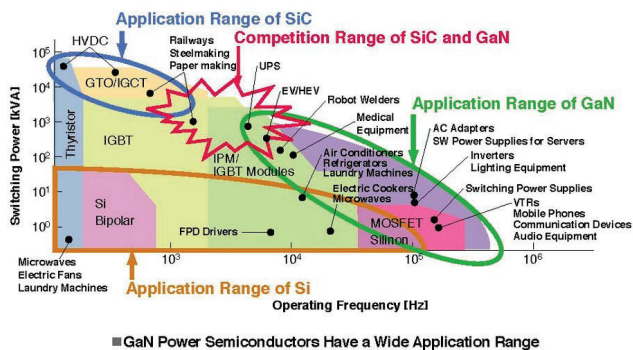 Application Range of SiC
Competition Range of SiC and GaN
HVDC
Railways
Steelmaking
Paper making
UPS
EV/HEV
Robot Welders
Medical
Equipment
Application Range of GaN
AC Adapters
SW Power Supplies for Servers
Inverters
Lighting Equipment
Switching Power Supplies
VTRs
Mobile Phones
Communication Devices
Audio Equipment
Switching Power [kVA]
10⁵
10⁴
10³
10²
10¹
10⁰
GTO/IGCT
Thyristor
IGBT
IPM/
IGBT Modules
Air Conditioners
Refrigerators
Laundry Machines
Electric Cookers
Microwaves
Si
Bipolar
MOSFET
Silinon
FPD Drivers
Microwaves
Electric Fans
Laundry Machines
10³
10⁴
10⁵
10⁶
Application Range of Si
Operating Frequency [Hz]
GaN Power Semiconductors Have a Wide Application Range